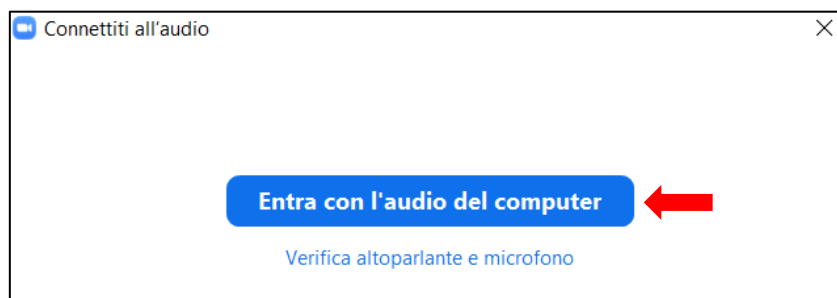 Connettiti all'audio
Entra con l'audio del computer
Verifica altoparlante e microfono